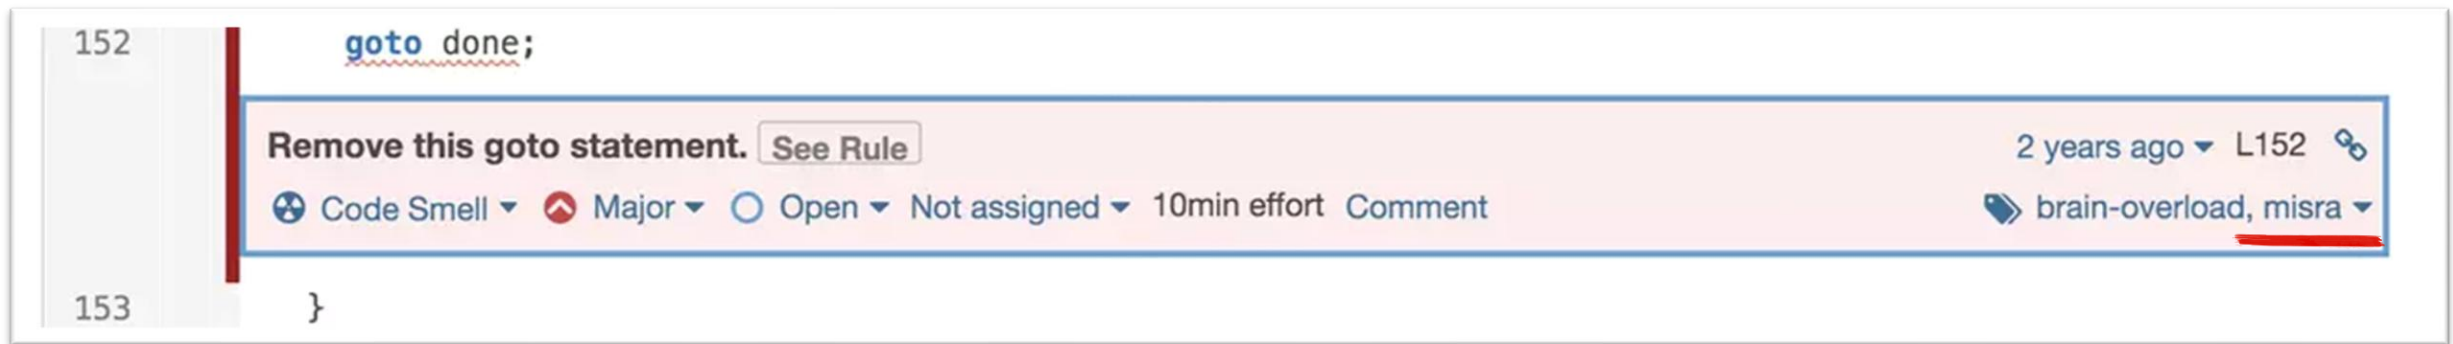 152 goto done;
Remove this goto statement. See Rule 2 years ago L152
Code Smell Major Open Not assigned 10min effort Comment brain-overload, misra
153 }